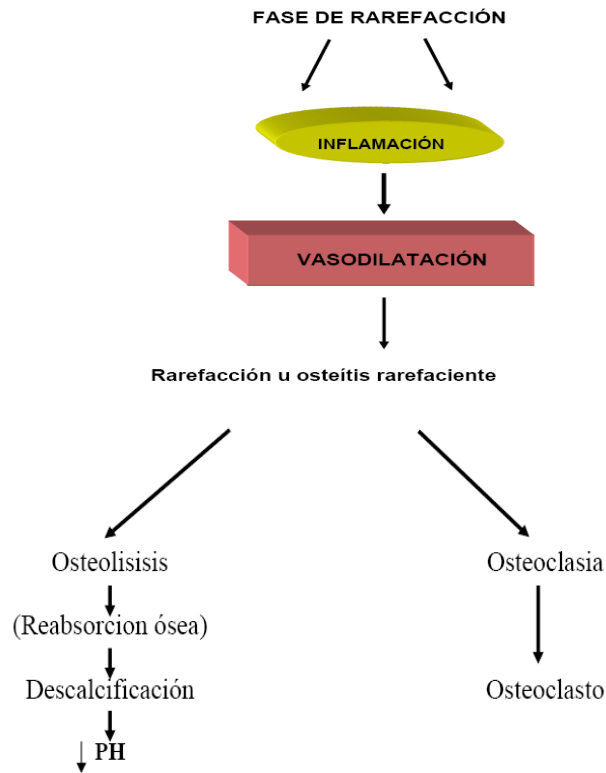 FASE DE RAREFACCIÓN
INFLAMACIÓN
VASODILATACIÓN
Rarefacción u osteítis rarefaciente
Osteolisisis
(Reabsorcion ósea)
Descalcificación
↓ PH
Osteoclasia
Osteoclasto